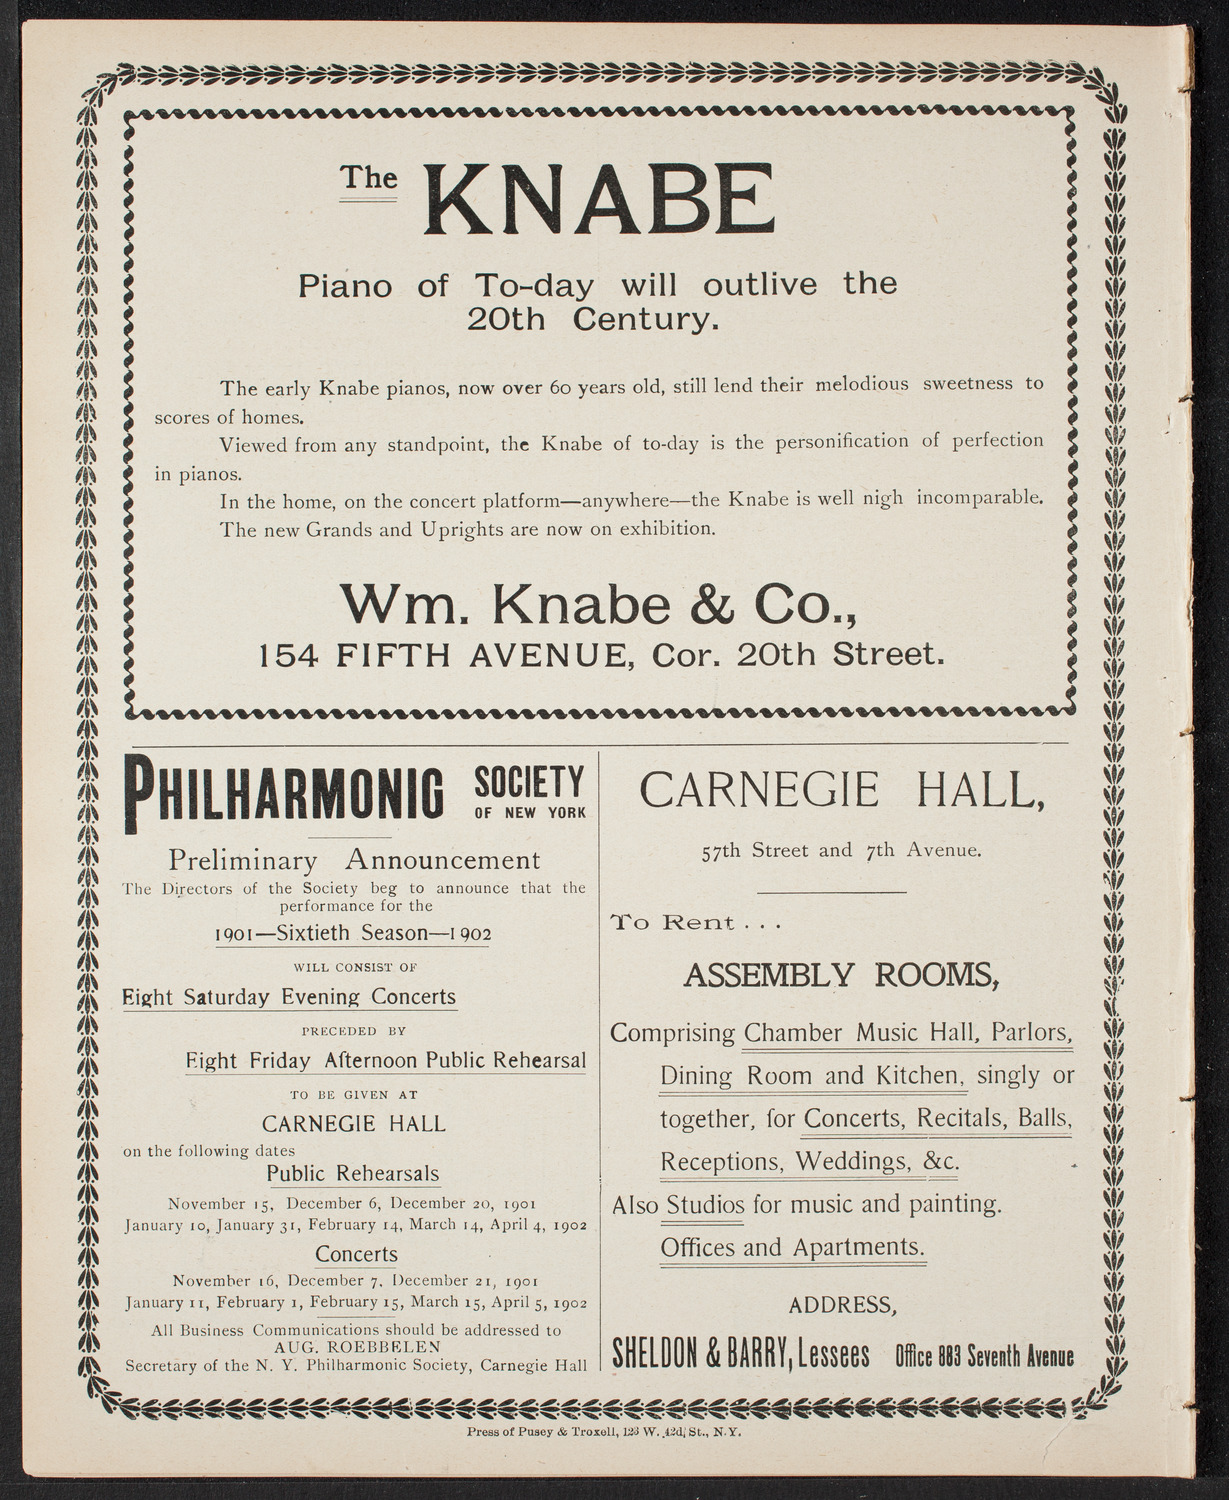 The KNABE
Piano of To-day will outlive the
20th Century.
The early Knabe pianos, now over 60 years old, still lend their melodious sweetness to
scores of homes.
Viewed from any standpoint, the Knabe of to-day is the personification of perfection
in pianos.
In the home, on the concert platform—anywhere—the Knabe is well nigh incomparable.
The new Grands and Uprights are now on exhibition.
Wm. Knabe & Co.,
154 FIFTH AVENUE, Cor. 20th Street.
PHILHARMONIC SOCIETY
OF NEW YORK
Preliminary Announcement
The Directors of the Society beg to announce that the
performance for the
1901—Sixtieth Season—1902
WILL CONSIST OF
Eight Saturday Evening Concerts
PRECEDED BY
Eight Friday Afternoon Public Rehearsal
TO BE GIVEN AT
CARNEGIE HALL
on the following dates
Public Rehearsals
November 15, December 6, December 20, 1901
January 10, January 31, February 14, March 14, April 4, 1902
Concerts
November 16, December 7, December 21, 1901
January 11, February 1, February 15, March 15, April 5, 1902
All Business Communications should be addressed to
AUG. ROEBBELEN
Secretary of the N. Y. Philharmonic Society, Carnegie Hall
CARNEGIE HALL,
57th Street and 7th Avenue.
To Rent . . .
ASSEMBLY ROOMS,
Comprising Chamber Music Hall, Parlors,
Dining Room and Kitchen, singly or
together, for Concerts, Recitals, Balls,
Receptions, Weddings, &c.
Also Studios for music and painting.
Offices and Apartments.
ADDRESS,
SHELDON & BARRY, Lessees Office 883 Seventh Avenue
Press of Pusey & Troxell, 123 W. 42d St., N.Y.